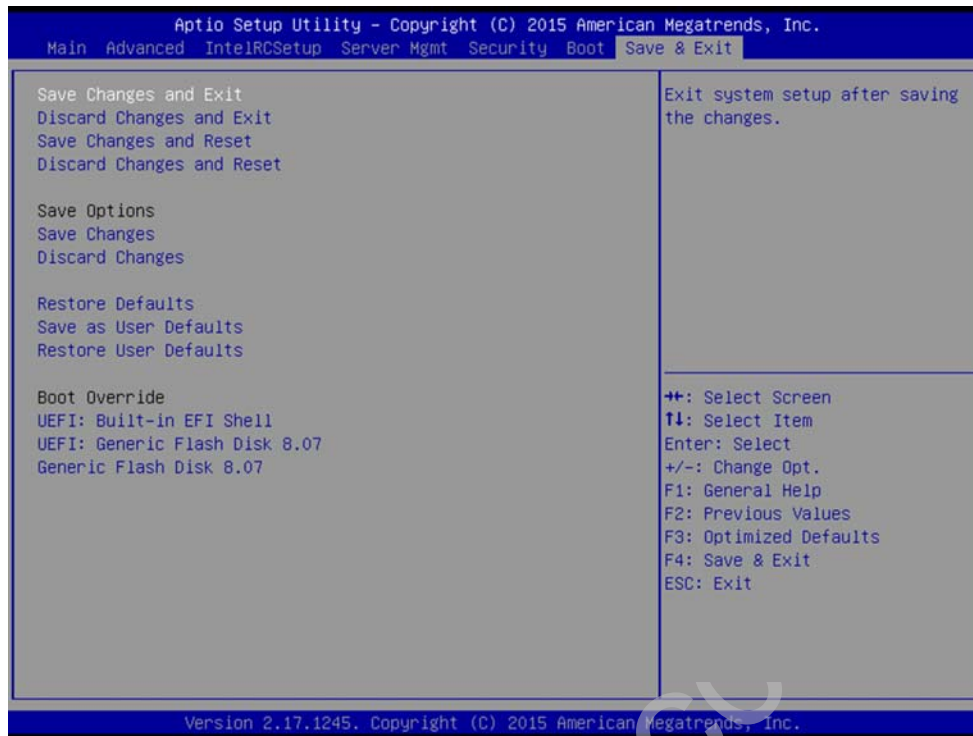 Aptio Setup Utility – Copyright (C) 2015 American Megatrends, Inc.
Main Advanced IntelRCSetup Server Mgmt Security Boot Save & Exit
Save Changes and Exit
Discard Changes and Exit
Save Changes and Reset
Discard Changes and Reset
Save Options
Save Changes
Discard Changes
Restore Defaults
Save as User Defaults
Restore User Defaults
Boot Override
UEFI: Built-in EFI Shell
UEFI: Generic Flash Disk 8.07
Generic Flash Disk 8.07
Exit system setup after saving
the changes.
→←: Select Screen
↑↓: Select Item
Enter: Select
+/-: Change Opt.
F1: General Help
F2: Previous Values
F3: Optimized Defaults
F4: Save & Exit
ESC: Exit
Version 2.17.1245. Copyright (C) 2015 American Megatrends, Inc.